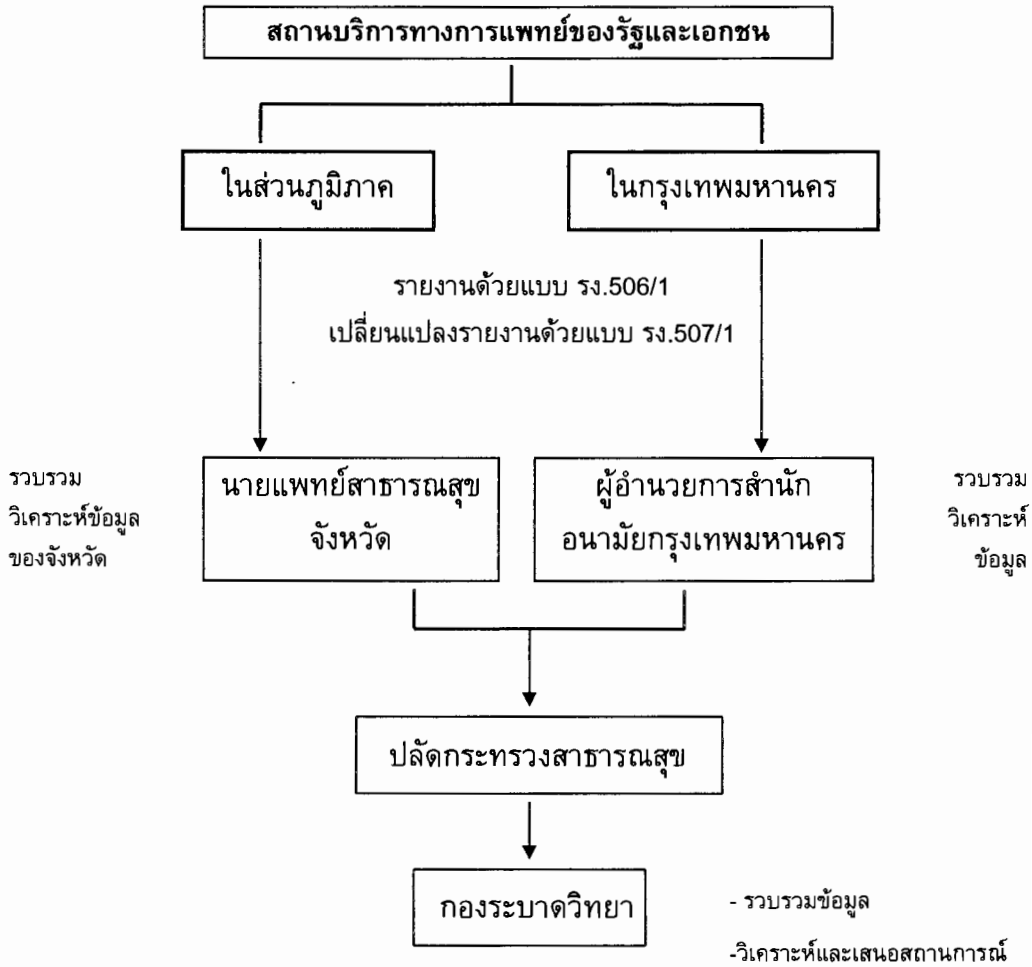 สถานบริการทางการแพทย์ของรัฐและเอกชน
ในส่วนภูมิภาค
ในกรุงเทพมหานคร
รายงานด้วยแบบ รง.506/1
เปลี่ยนแปลงรายงานด้วยแบบ รง.507/1
รวบรวม
วิเคราะห์ข้อมูล
ของจังหวัด
นายแพทย์สาธารณสุข
จังหวัด
ผู้อำนวยการสำนัก
อนามัยกรุงเทพมหานคร
รวบรวม
วิเคราะห์
ข้อมูล
ปลัดกระทรวงสาธารณสุข
กองระบาดวิทยา
- รวบรวมข้อมูล
-วิเคราะห์และเสนอสถานการณ์